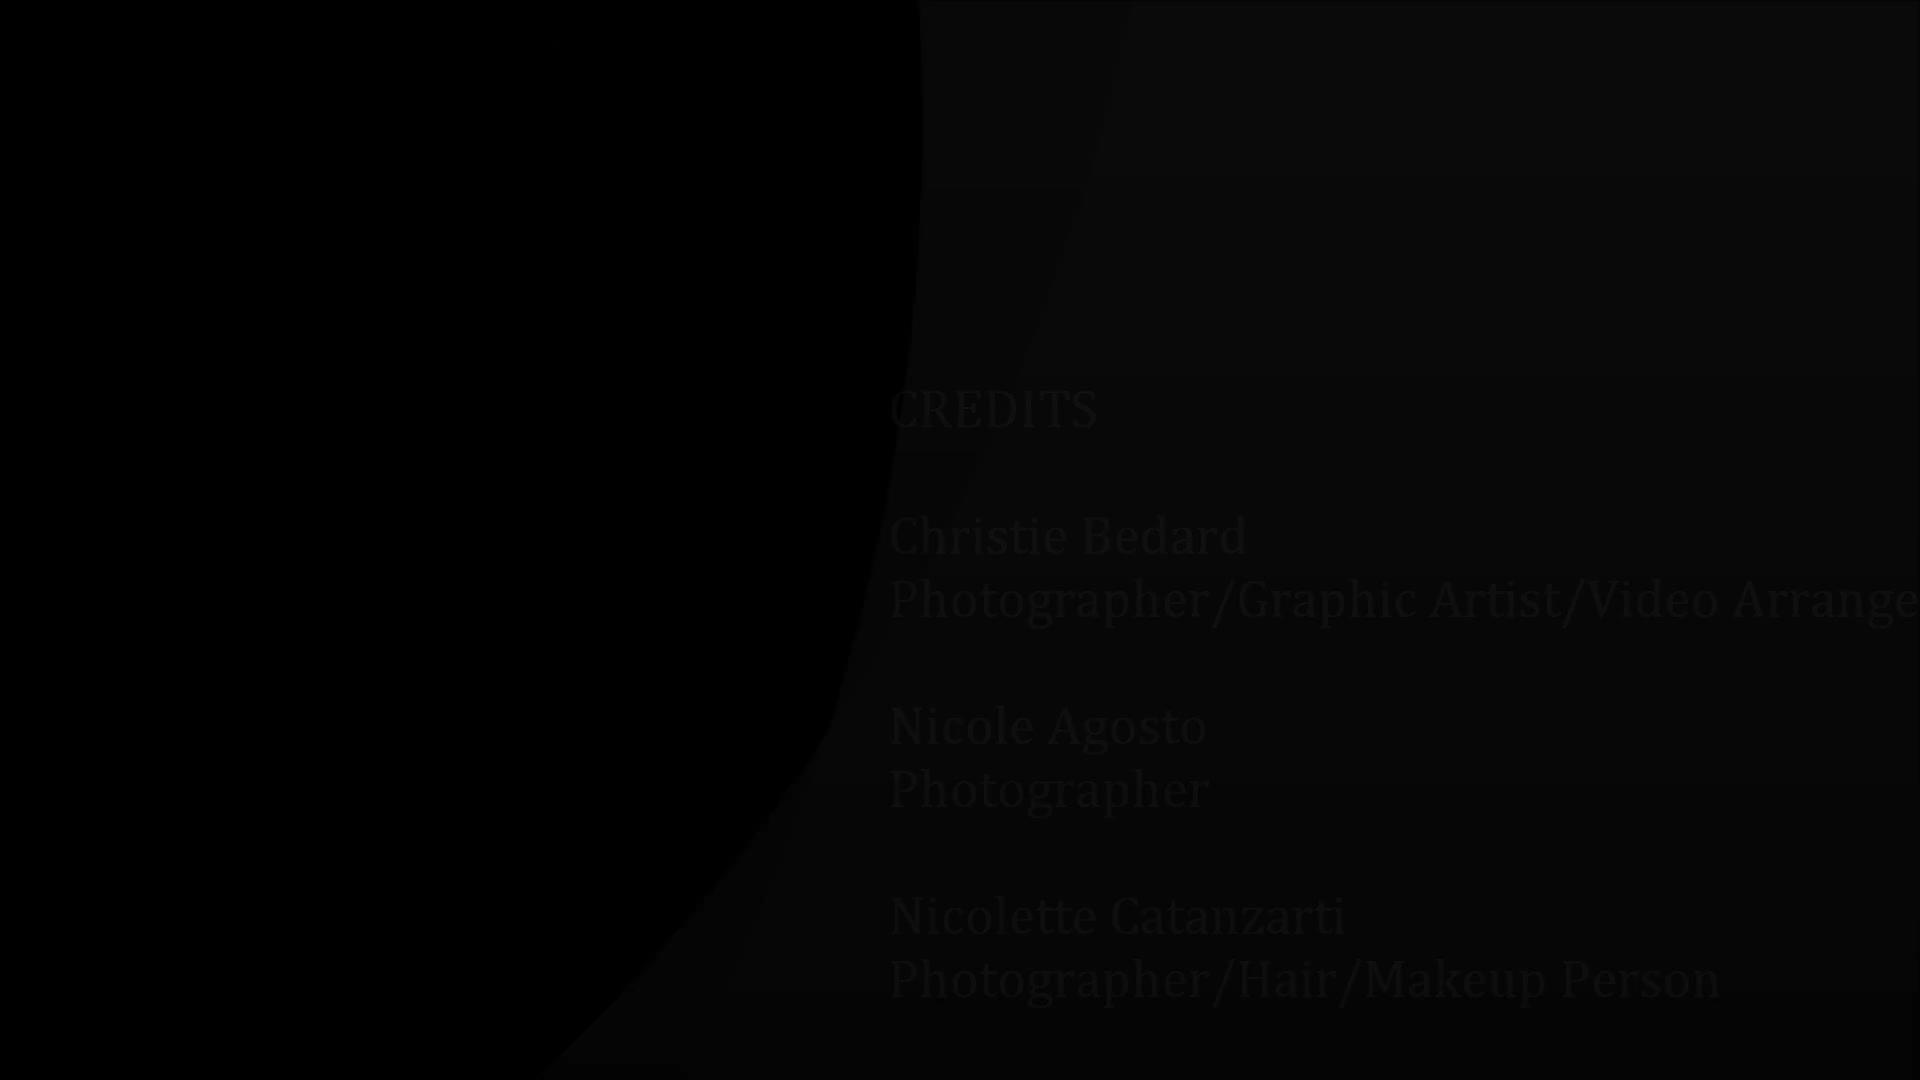 CREDITS
Christie Bedard
Photographer/Graphic Artist/Video Arrange
Nicole Agosto
Photographer
Nicolette Catanzarti
Photographer/Hair/Makeup Person